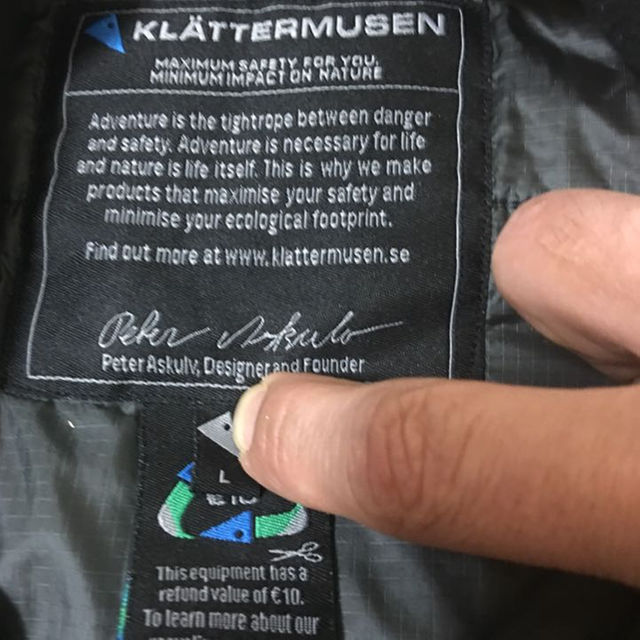 KLÄTTERMUSEN
MAXIMUM SAFETY FOR YOU.
MINIMUM IMPACT ON NATURE
Adventure is the tightrope between danger
and safety. Adventure is necessary for life
and nature is life itself. This is why we make
products that maximise your safety and
minimise your ecological footprint.
Find out more at www.klattermusen.se
Peter Askulv
Peter Askulv, Designer and Founder
L
This equipment has a
refund value of €10.
To learn more about our